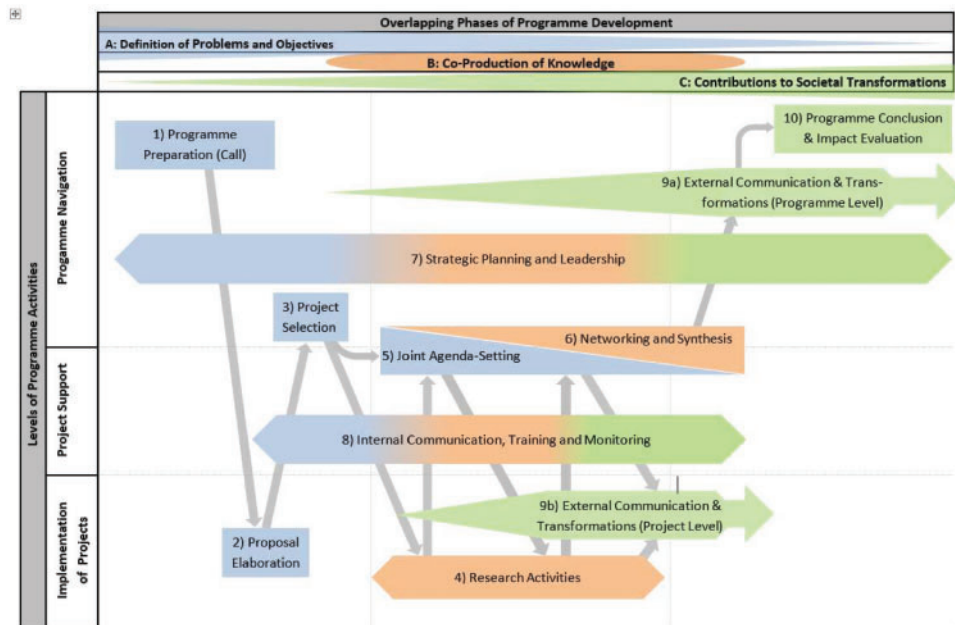 Overlapping Phases of Programme Development
A: Definition of Problems and Objectives
B: Co-Production of Knowledge
C: Contributions to Societal Transformations
Levels of Programme Activities
Progamme Navigation
Project Support
Implementation
of Projects
1) Programme
Preparation (Call)
10) Programme Conclusion
& Impact Evaluation
9a) External Communication & Trans-
formations (Programme Level)
7) Strategic Planning and Leadership
3) Project
Selection
6) Networking and Synthesis
5) Joint Agenda-Setting
8) Internal Communication, Training and Monitoring
9b) External Communication &
Transformations (Project Level)
2) Proposal
Elaboration
4) Research Activities